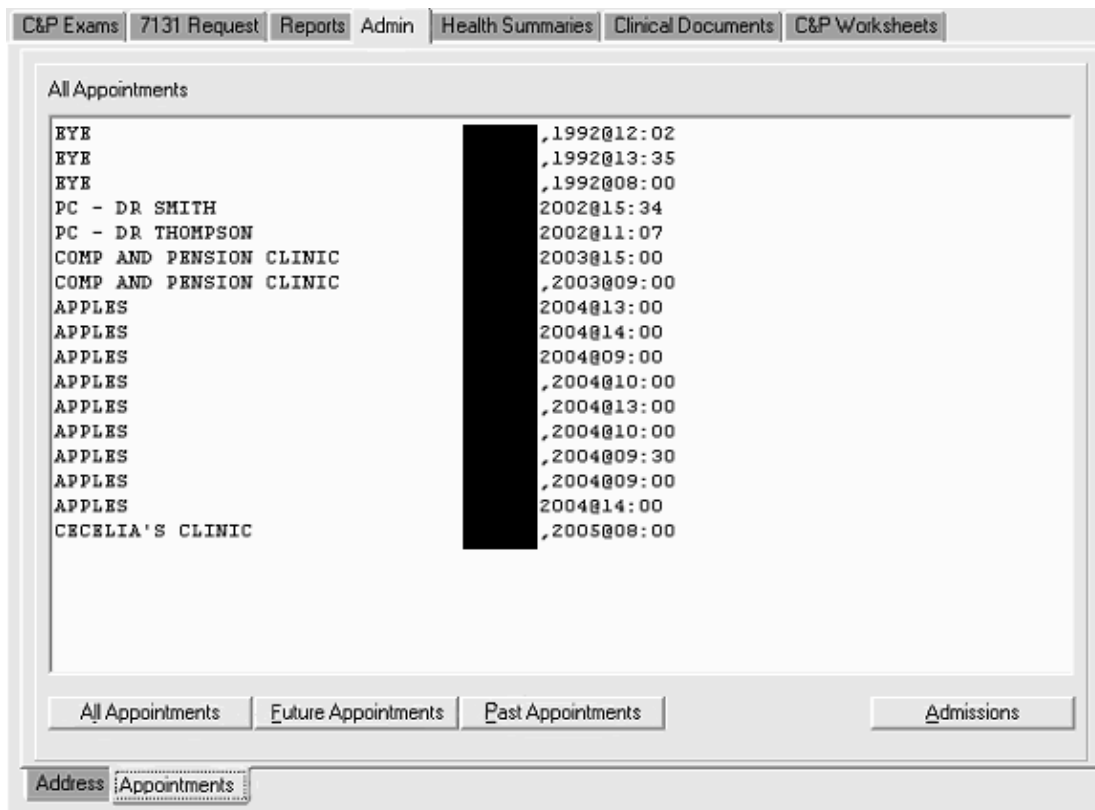 C&P Exams 7131 Request Reports Admin Health Summaries Clinical Documents C&P Worksheets
All Appointments
EYE ,1992@12:02
EYE ,1992@13:35
EYE ,1992@08:00
PC - DR SMITH 2002@15:34
PC - DR THOMPSON 2002@11:07
COMP AND PENSION CLINIC 2003@15:00
COMP AND PENSION CLINIC ,2003@09:00
APPLES 2004@13:00
APPLES 2004@14:00
APPLES 2004@09:00
APPLES ,2004@10:00
APPLES ,2004@13:00
APPLES ,2004@10:00
APPLES ,2004@09:30
APPLES ,2004@09:00
APPLES 2004@14:00
CECELIA'S CLINIC ,2005@08:00
All Appointments Future Appointments Past Appointments Admissions
Address Appointments